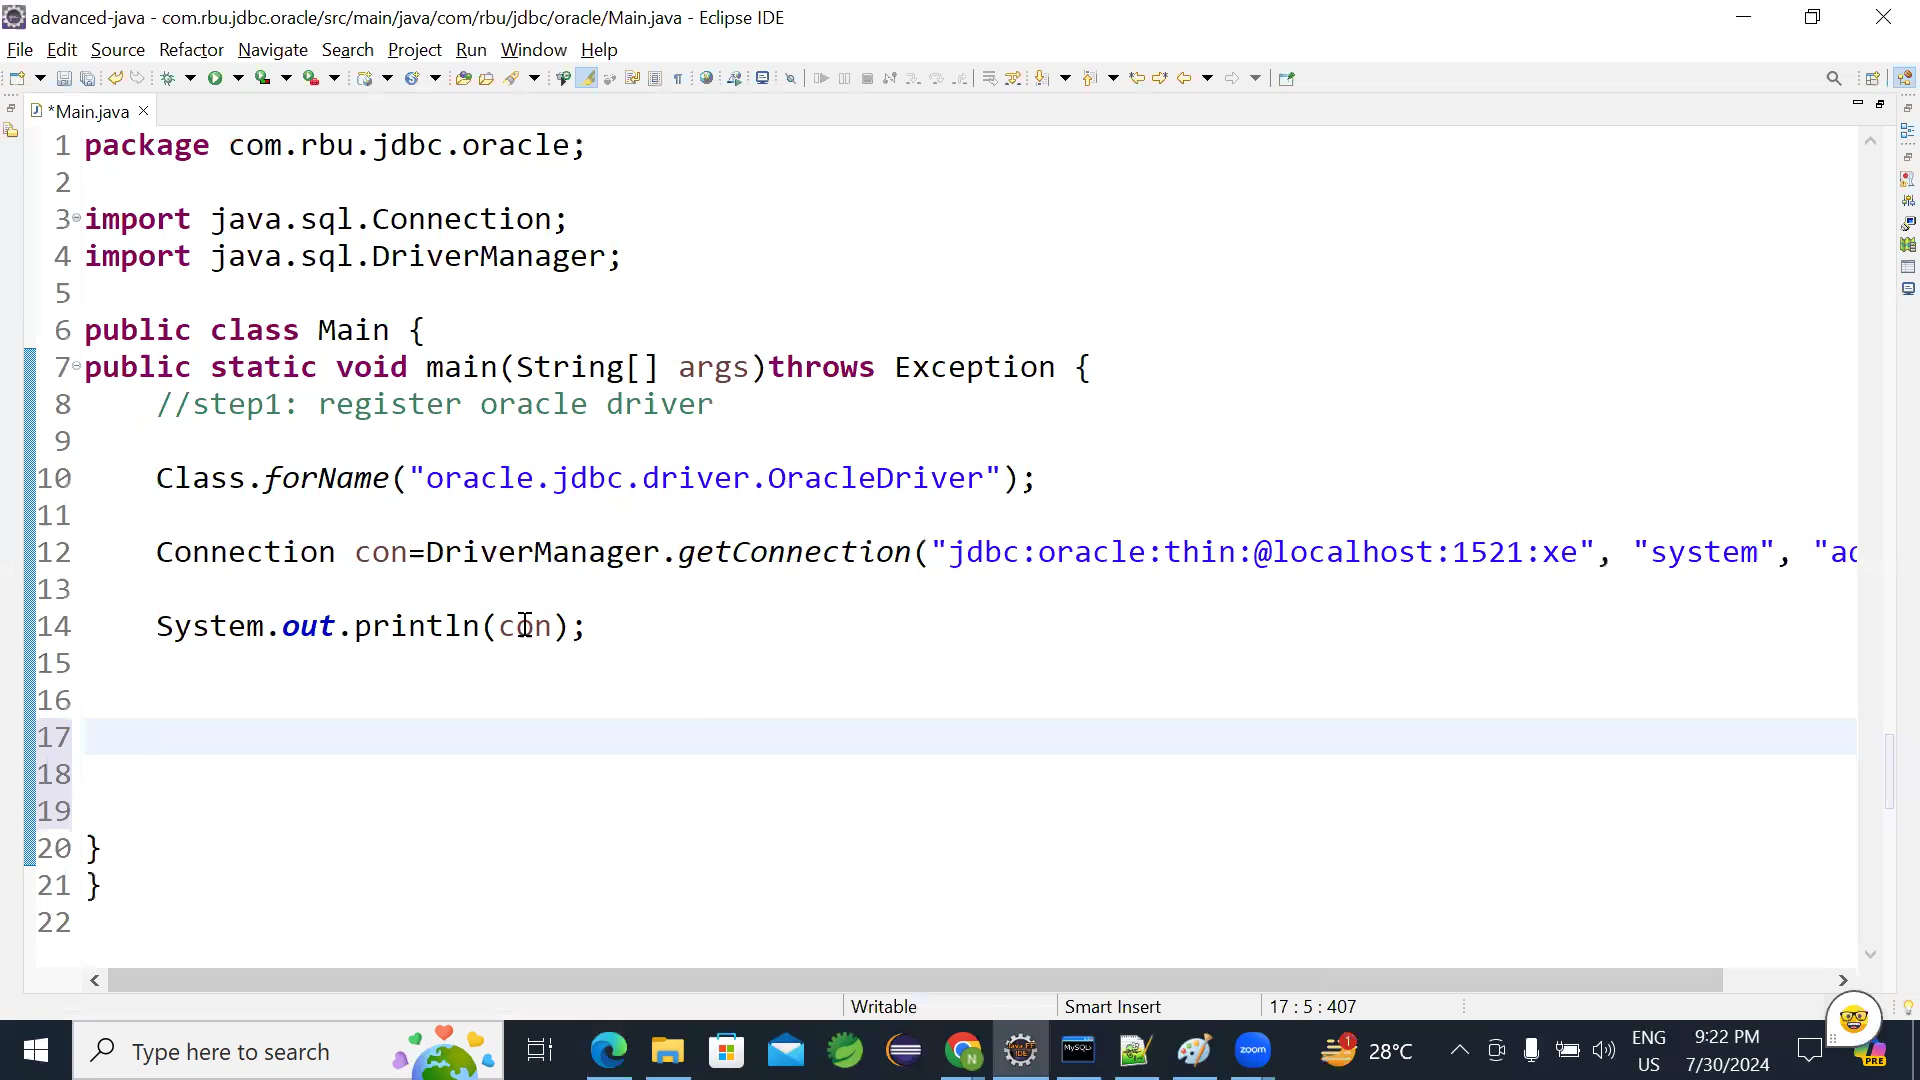 advanced-java - com.rbu.jdbc.oracle/src/main/java/com/rbu/jdbc/oracle/Main.java - Eclipse IDE
File Edit Source Refactor Navigate Search Project Run Window Help
*Main.java
1 package com.rbu.jdbc.oracle;
2
3 import java.sql.Connection;
4 import java.sql.DriverManager;
5
6 public class Main {
7 public static void main(String[] args)throws Exception {
8 //step1: register oracle driver
9
10 Class.forName("oracle.jdbc.driver.OracleDriver");
11
12 Connection con=DriverManager.getConnection("jdbc:oracle:thin:@localhost:1521:xe", "system", "ad
13
14 System.out.println(con);
15
16
17
18
19
20 }
21 }
22
Writable Smart Insert 17 : 5 : 407
Type here to search
MySQL
IDE
zoom
1
28°C
ENG
US
9:22 PM
7/30/2024
PRE